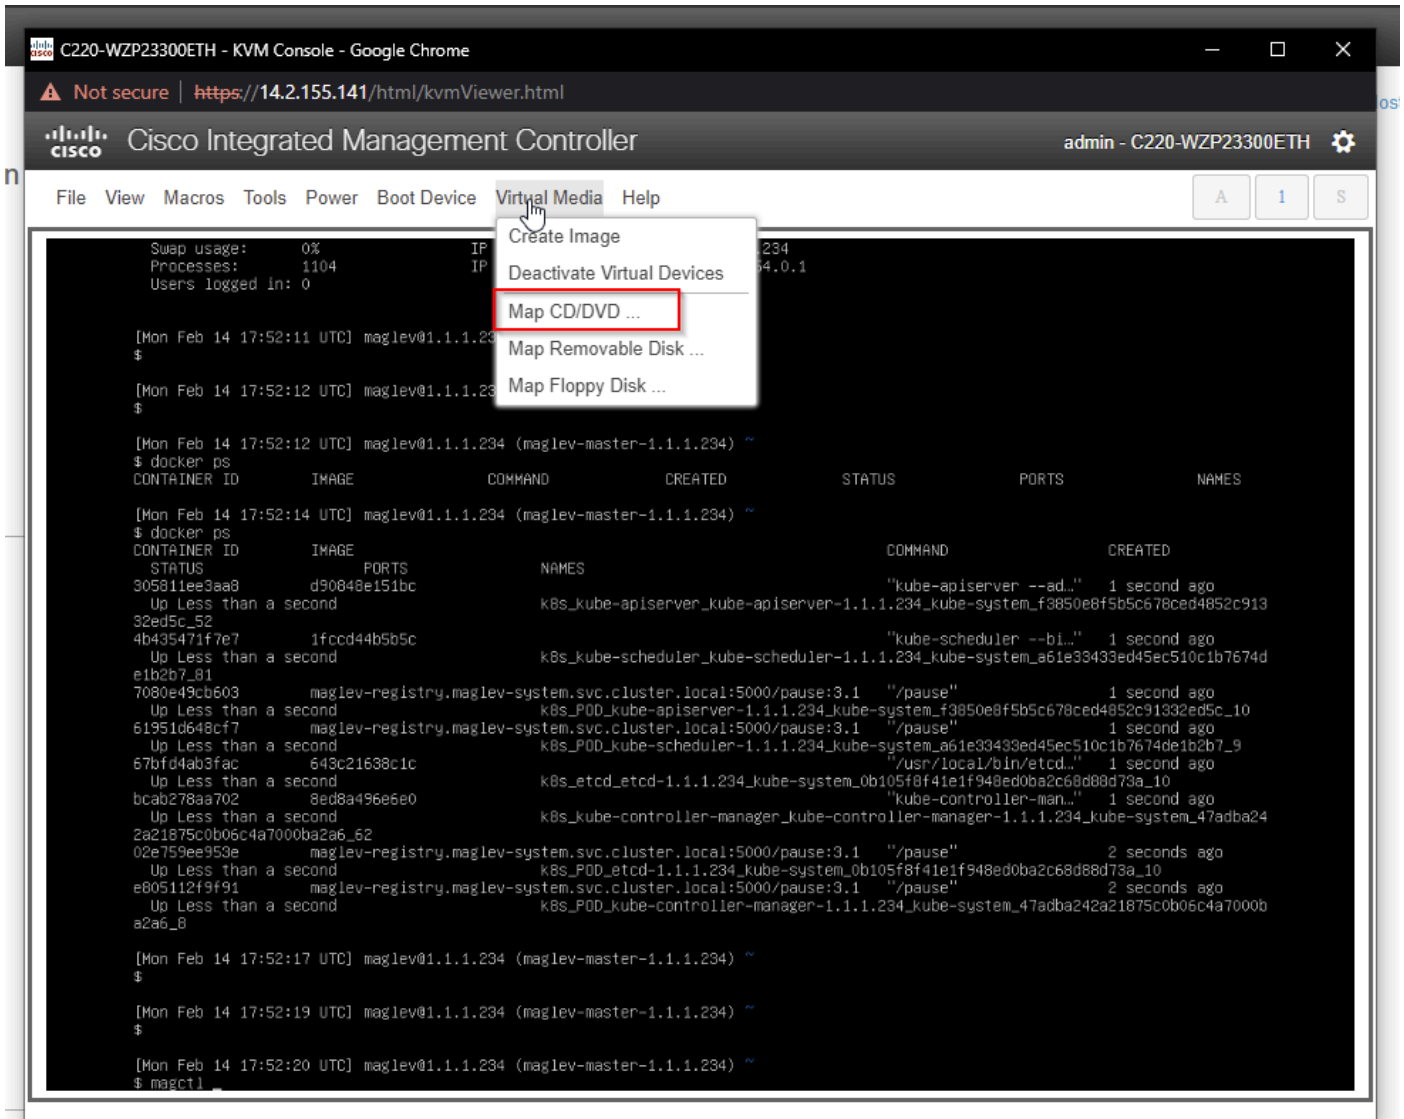 C220-WZP23300ETH - KVM Console - Google Chrome
Not secure | https://14.2.155.141/html/kvmViewer.html
CISCO Cisco Integrated Management Controller admin - C220-WZP23300ETH
File View Macros Tools Power Boot Device Virtual Media Help A 1 S
Create Image
Deactivate Virtual Devices
Map CD/DVD ...
Map Removable Disk ...
Map Floppy Disk ...
Swap usage: 0% IP .234
Processes: 1104 IP 54.0.1
Users logged in: 0
[Mon Feb 14 17:52:11 UTC] maglev@1.1.1.23
$
[Mon Feb 14 17:52:12 UTC] maglev@1.1.1.23
$
[Mon Feb 14 17:52:12 UTC] maglev@1.1.1.234 (maglev-master-1.1.1.234) ~
$ docker ps
CONTAINER ID IMAGE COMMAND CREATED STATUS PORTS NAMES
[Mon Feb 14 17:52:14 UTC] maglev@1.1.1.234 (maglev-master-1.1.1.234) ~
$ docker ps
CONTAINER ID IMAGE COMMAND CREATED
STATUS PORTS NAMES
305811ee3aa8 d90848e151bc "kube-apiserver --ad…" 1 second ago
Up Less than a second k8s_kube-apiserver_kube-apiserver-1.1.1.234_kube-system_f3850e8f5b5c678ced4852c913
32ed5c_52
4b435471f7e7 1fccd44b5b5c "kube-scheduler --bi…" 1 second ago
Up Less than a second k8s_kube-scheduler_kube-scheduler-1.1.1.234_kube-system_a61e33433ed45ec510c1b7674d
e1b2b7_81
7080e49cb603 maglev-registry.maglev-system.svc.cluster.local:5000/pause:3.1 "/pause" 1 second ago
Up Less than a second k8s_POD_kube-apiserver-1.1.1.234_kube-system_f3850e8f5b5c678ced4852c91332ed5c_10
61951d648cf7 maglev-registry.maglev-system.svc.cluster.local:5000/pause:3.1 "/pause" 1 second ago
Up Less than a second k8s_POD_kube-scheduler-1.1.1.234_kube-system_a61e33433ed45ec510c1b7674de1b2b7_9
67bfd4ab3fac 643c21638c1c "/usr/local/bin/etcd…" 1 second ago
Up Less than a second k8s_etcd_etcd-1.1.1.234_kube-system_0b105f8f41e1f948ed0ba2c68d88d73a_10
bcab278aa702 8ed8a496e6e0 "kube-controller-man…" 1 second ago
Up Less than a second k8s_kube-controller-manager_kube-controller-manager-1.1.1.234_kube-system_47adba24
2a21875c0b06c4a7000ba2a6_62
02e759ee953e maglev-registry.maglev-system.svc.cluster.local:5000/pause:3.1 "/pause" 2 seconds ago
Up Less than a second k8s_POD_etcd-1.1.1.234_kube-system_0b105f8f41e1f948ed0ba2c68d88d73a_10
e805112f9f91 maglev-registry.maglev-system.svc.cluster.local:5000/pause:3.1 "/pause" 2 seconds ago
Up Less than a second k8s_POD_kube-controller-manager-1.1.1.234_kube-system_47adba242a21875c0b06c4a7000b
a2a6_8
[Mon Feb 14 17:52:17 UTC] maglev@1.1.1.234 (maglev-master-1.1.1.234) ~
$
[Mon Feb 14 17:52:19 UTC] maglev@1.1.1.234 (maglev-master-1.1.1.234) ~
$
[Mon Feb 14 17:52:20 UTC] maglev@1.1.1.234 (maglev-master-1.1.1.234) ~
$ magctl _